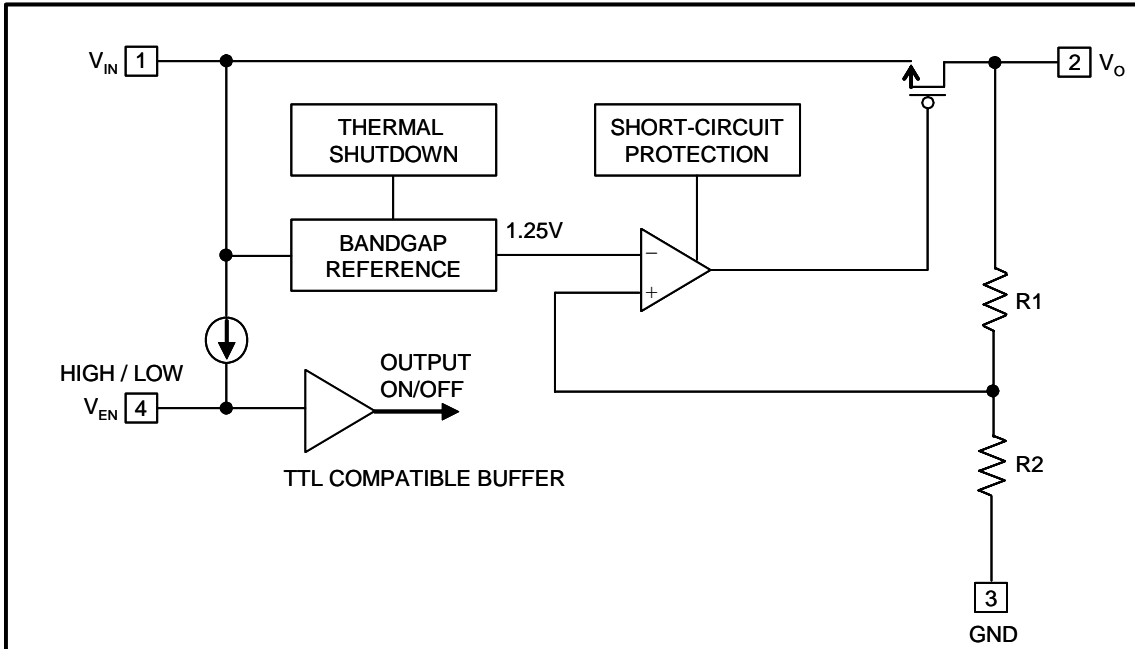 V_IN 1
2 V_O
THERMAL
SHUTDOWN
SHORT-CIRCUIT
PROTECTION
BANDGAP
REFERENCE
1.25V
−
+
R1
HIGH / LOW
V_EN 4
OUTPUT
ON/OFF
TTL COMPATIBLE BUFFER
R2
3
GND